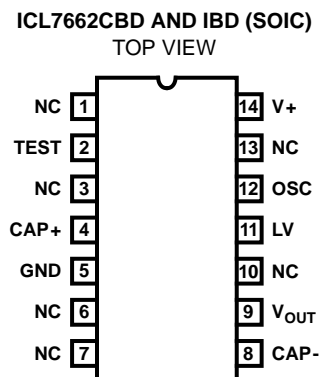 ICL7662CBD AND IBD (SOIC)
TOP VIEW
NC 1 14 V+
TEST 2 13 NC
NC 3 12 OSC
CAP+ 4 11 LV
GND 5 10 NC
NC 6 9 VOUT
NC 7 8 CAP-